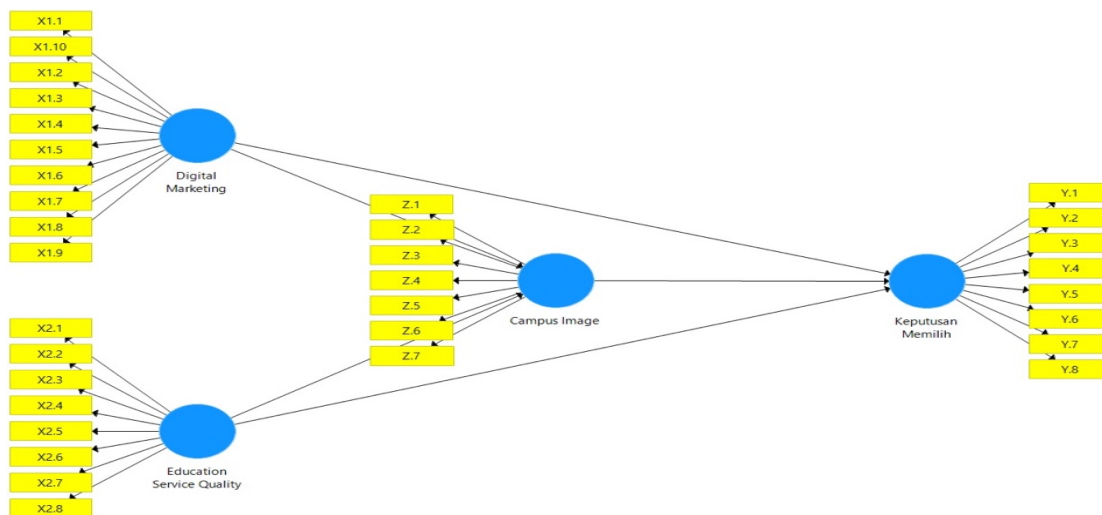 X1.1
X1.10
X1.2
X1.3
X1.4
X1.5
X1.6
X1.7
X1.8
X1.9
Digital
Marketing
X2.1
X2.2
X2.3
X2.4
X2.5
X2.6
X2.7
X2.8
Education
Service Quality
Z.1
Z.2
Z.3
Z.4
Z.5
Z.6
Z.7
Campus Image
Keputusan
Memilih
Y.1
Y.2
Y.3
Y.4
Y.5
Y.6
Y.7
Y.8